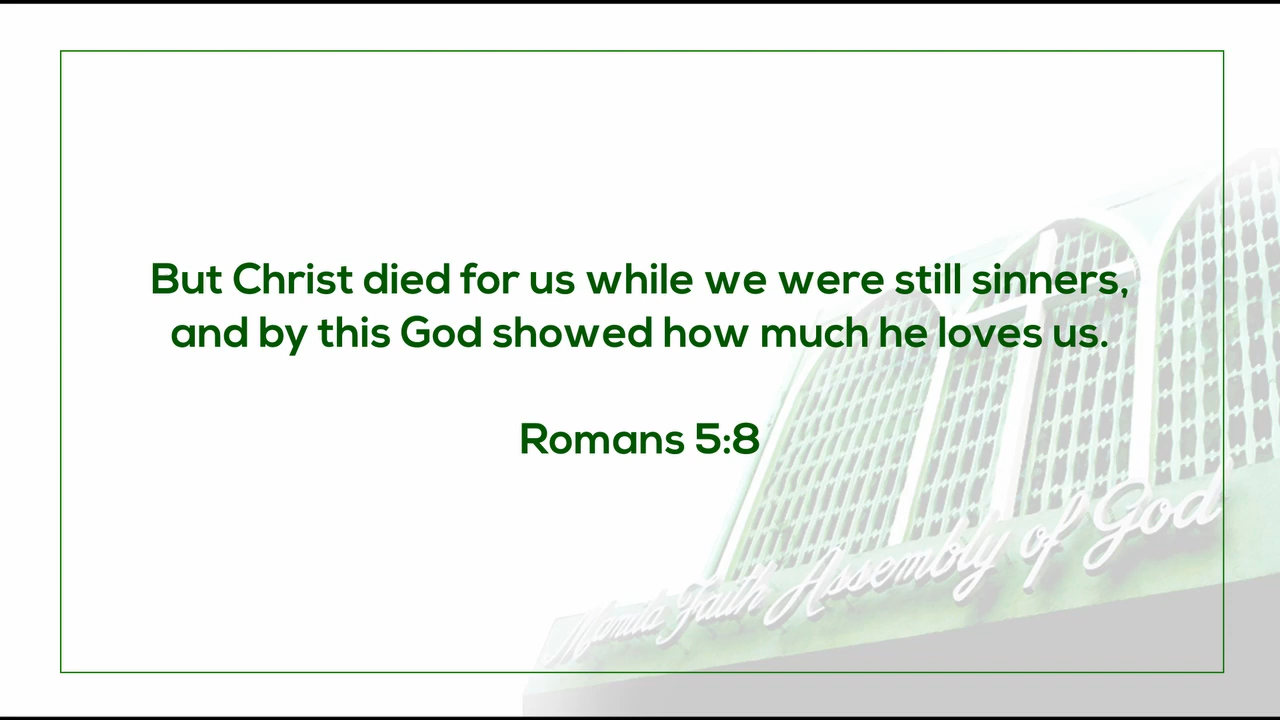 But Christ died for us while we were still sinners,
and by this God showed how much he loves us.
Romans 5:8
Manila Faith Assembly of God